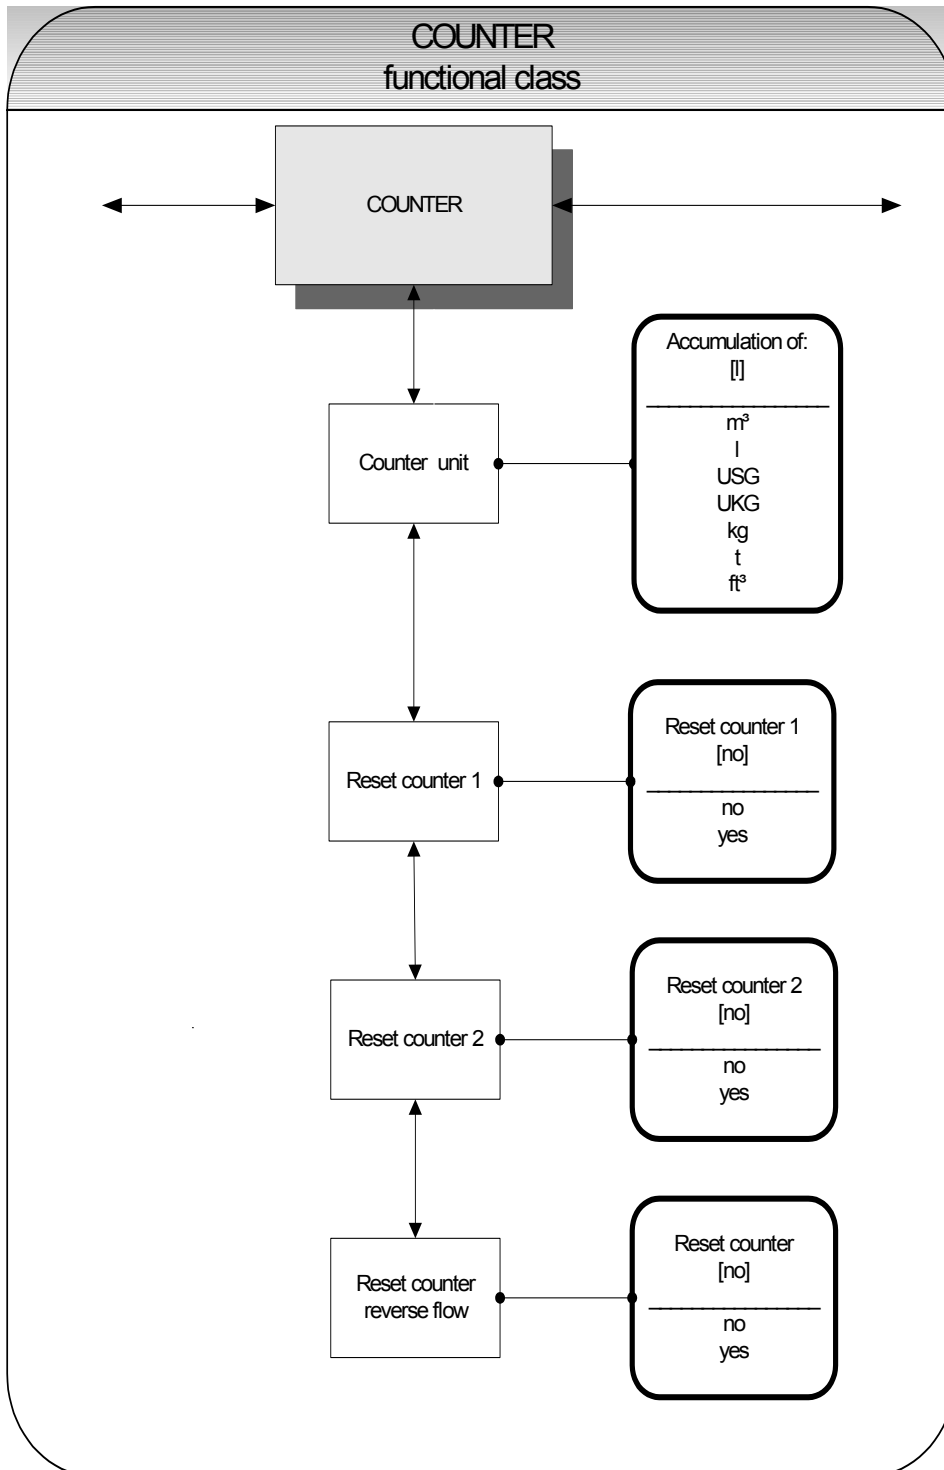 COUNTER
functional class
COUNTER
Accumulation of:
[l]
Counter unit
m³
l
USG
UKG
kg
t
ft³
Reset counter 1
Reset counter 1
[no]
no
yes
Reset counter 2
Reset counter 2
[no]
no
yes
Reset counter
reverse flow
Reset counter
[no]
no
yes